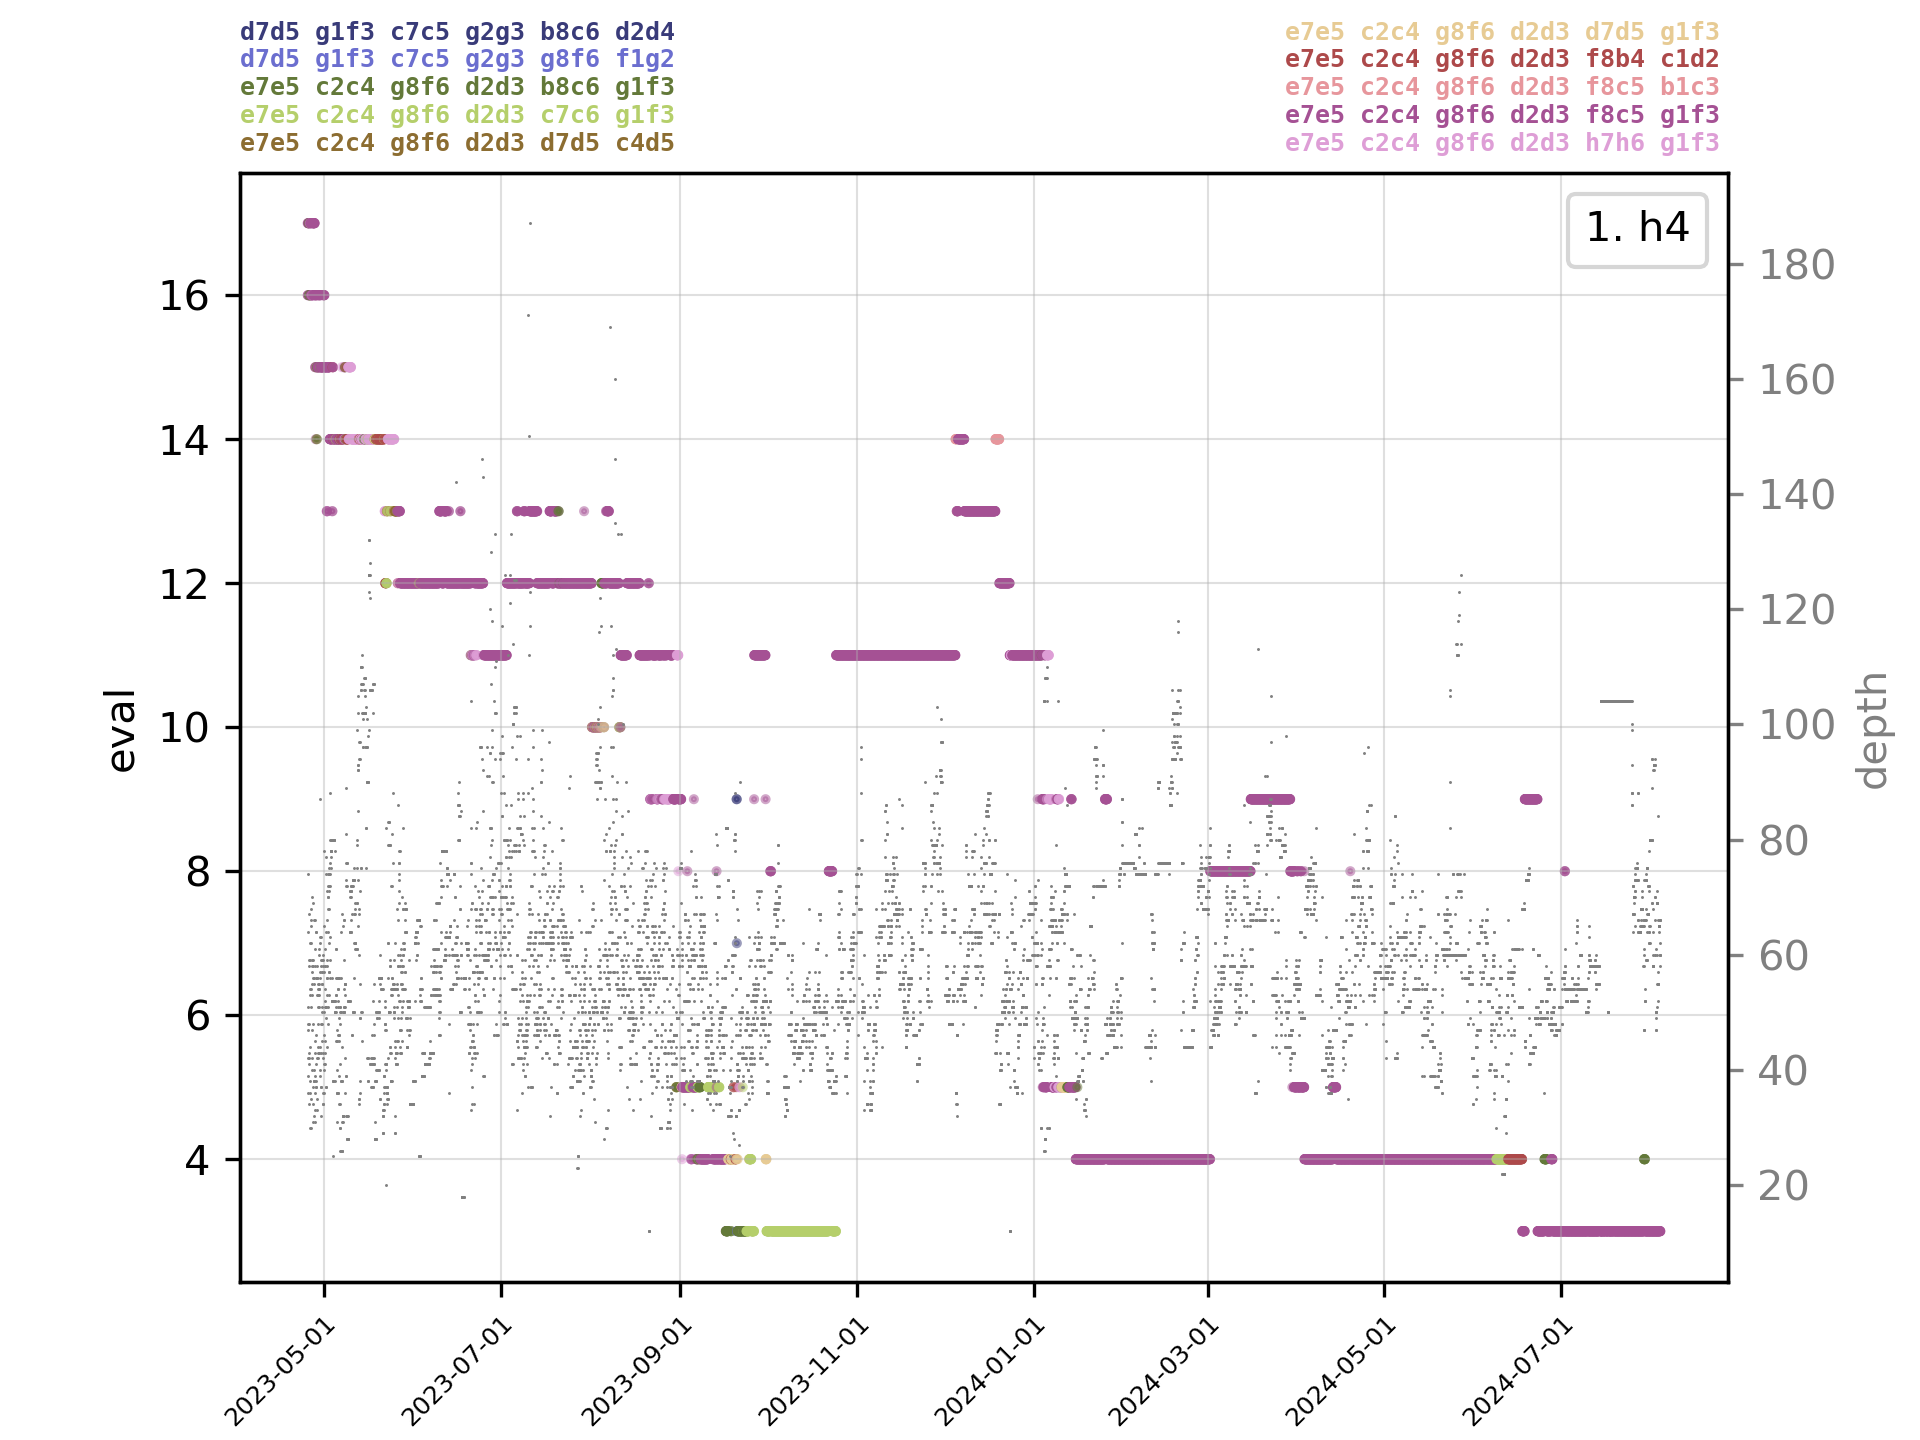 d7d5 g1f3 c7c5 g2g3 b8c6 d2d4
d7d5 g1f3 c7c5 g2g3 g8f6 f1g2
e7e5 c2c4 g8f6 d2d3 b8c6 g1f3
e7e5 c2c4 g8f6 d2d3 c7c6 g1f3
e7e5 c2c4 g8f6 d2d3 d7d5 c4d5
e7e5 c2c4 g8f6 d2d3 d7d5 g1f3
e7e5 c2c4 g8f6 d2d3 f8b4 c1d2
e7e5 c2c4 g8f6 d2d3 f8c5 b1c3
e7e5 c2c4 g8f6 d2d3 f8c5 g1f3
e7e5 c2c4 g8f6 d2d3 h7h6 g1f3
1. h4
eval
16
14
12
10
8
6
4
depth
180
160
140
120
100
80
60
40
20
2023-05-01
2023-07-01
2023-09-01
2023-11-01
2024-01-01
2024-03-01
2024-05-01
2024-07-01